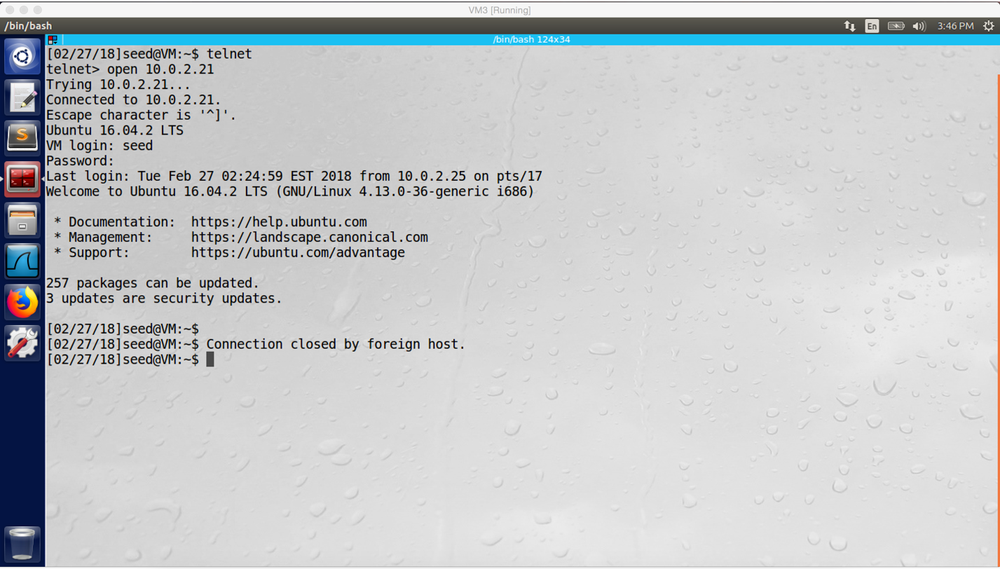 VM3 [Running]
/bin/bash
En
3:46 PM
/bin/bash 124x34
[02/27/18]seed@VM:~$ telnet
telnet> open 10.0.2.21
Trying 10.0.2.21...
Connected to 10.0.2.21.
Escape character is '^]'.
Ubuntu 16.04.2 LTS
VM login: seed
Password:
Last login: Tue Feb 27 02:24:59 EST 2018 from 10.0.2.25 on pts/17
Welcome to Ubuntu 16.04.2 LTS (GNU/Linux 4.13.0-36-generic i686)
* Documentation:  https://help.ubuntu.com
* Management:     https://landscape.canonical.com
* Support:        https://ubuntu.com/advantage
257 packages can be updated.
3 updates are security updates.
[02/27/18]seed@VM:~$
[02/27/18]seed@VM:~$ Connection closed by foreign host.
[02/27/18]seed@VM:~$